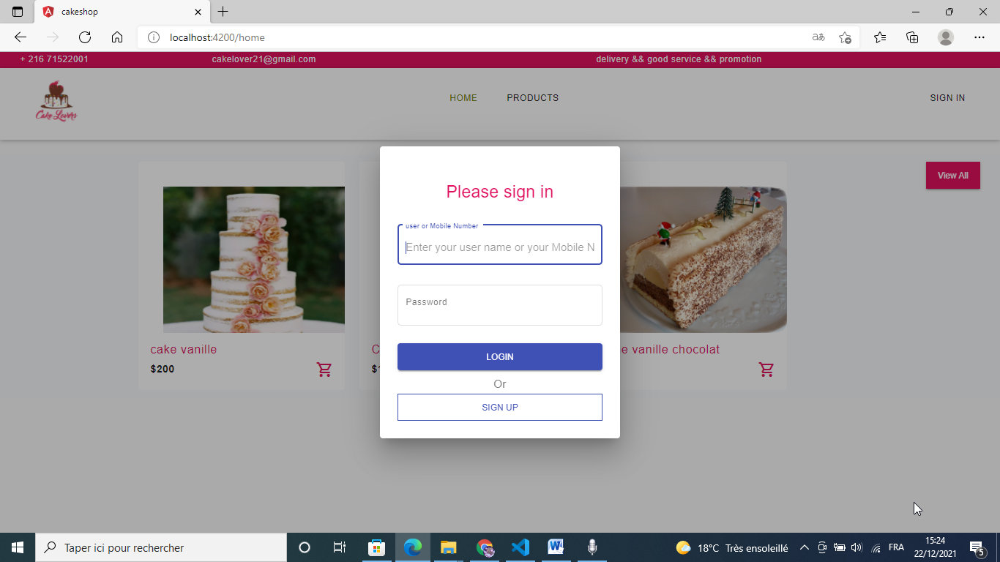 cakeshop
localhost:4200/home
aあ
+ 216 71522001
cakelover21@gmail.com
delivery && good service && promotion
Cake Lovers
HOME
PRODUCTS
SIGN IN
View All
Please sign in
user or Mobile Number
Enter your user name or your Mobile N
Password
LOGIN
Or
SIGN UP
cake vanille
$200
C
$1
e vanille chocolat
Taper ici pour rechercher
18°C Très ensoleillé
FRA
15:24
22/12/2021
5